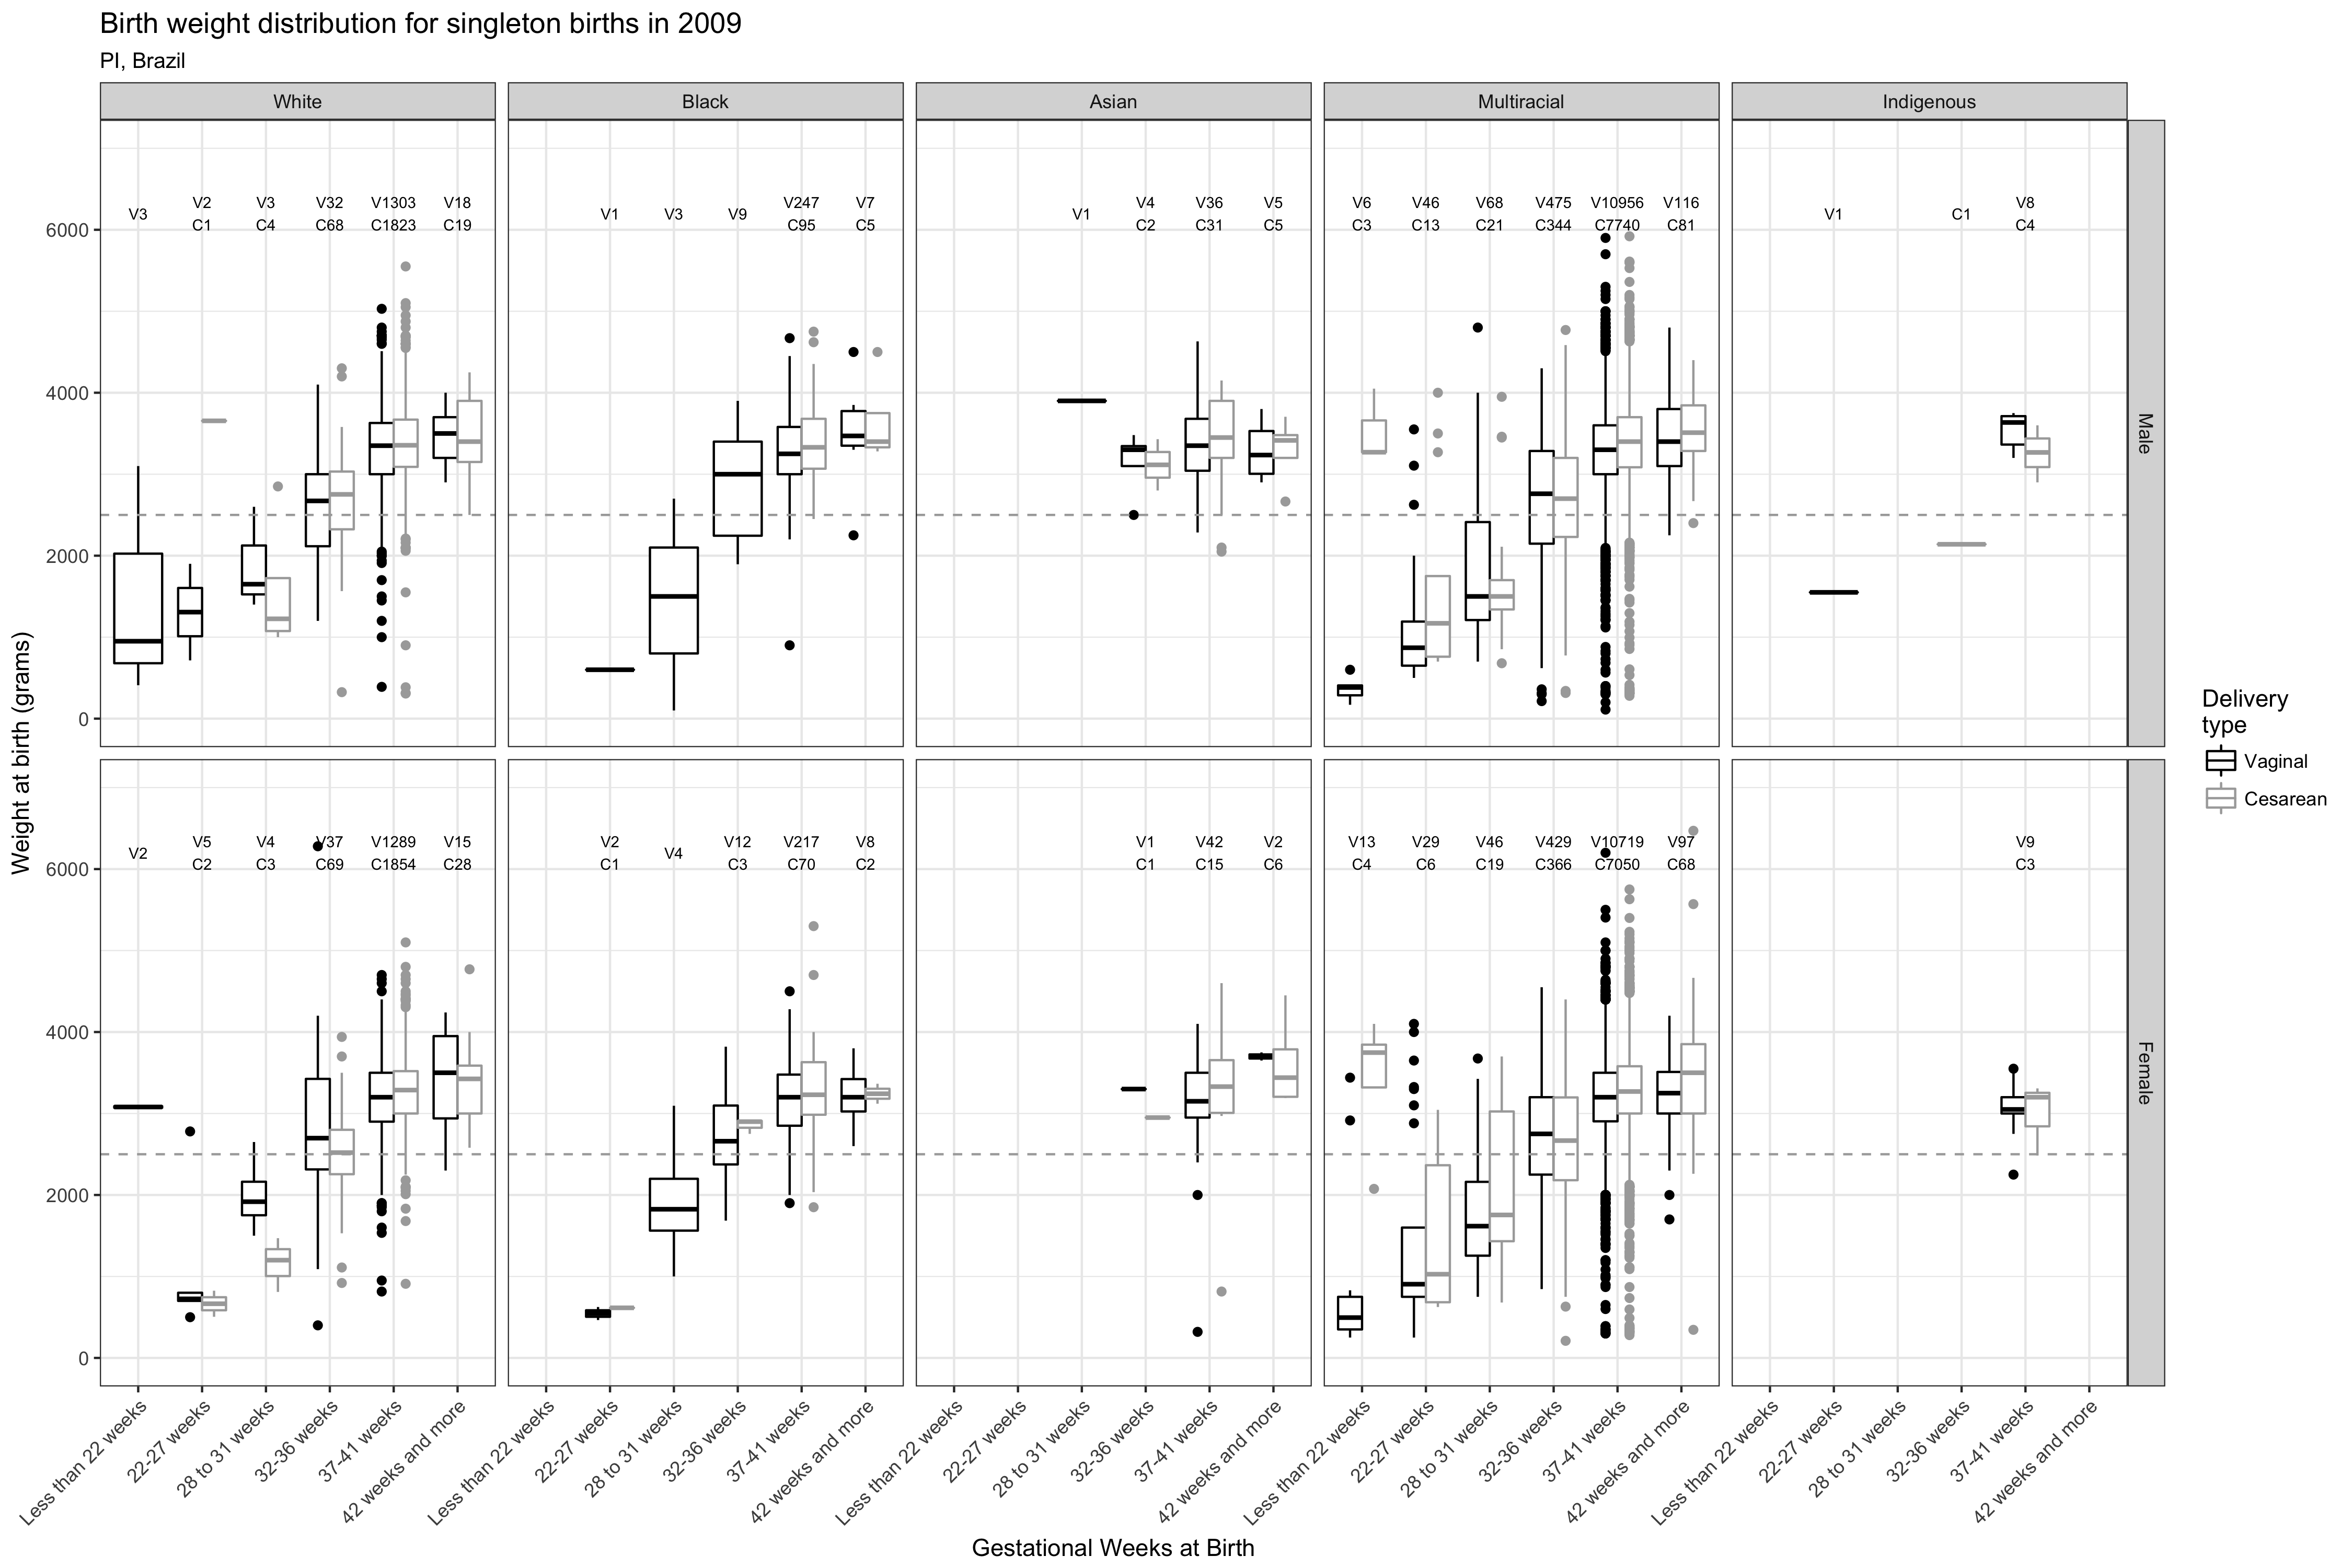 Birth weight distribution for singleton births in 2009
PI, Brazil
White Black Asian Multiracial Indigenous
V3 V2 V3 V32 V1303 V18 V1 V3 V9 V247 V7 V1 V4 V36 V5 V6 V46 V68 V475 V10956 V116 V1 C1 V8
C1 C4 C68 C1823 C19 C95 C5 C2 C31 C5 C3 C13 C21 C344 C7740 C81 C4
6000
4000
2000
0
Male
V2 V5 V4 V37 V1289 V15 V2 V4 V12 V217 V8 V1 V42 V2 V13 V29 V46 V429 V10719 V97 V9
C2 C3 C69 C1854 C28 C1 C3 C70 C2 C1 C15 C6 C4 C6 C19 C366 C7050 C68 C3
6000
4000
2000
0
Female
Weight at birth (grams)
Less than 22 weeks 22-27 weeks 28 to 31 weeks 32-36 weeks 37-41 weeks 42 weeks and more
Less than 22 weeks 22-27 weeks 28 to 31 weeks 32-36 weeks 37-41 weeks 42 weeks and more
Less than 22 weeks 22-27 weeks 28 to 31 weeks 32-36 weeks 37-41 weeks 42 weeks and more
Less than 22 weeks 22-27 weeks 28 to 31 weeks 32-36 weeks 37-41 weeks 42 weeks and more
Less than 22 weeks 22-27 weeks 28 to 31 weeks 32-36 weeks 37-41 weeks 42 weeks and more
Gestational Weeks at Birth
Delivery
type
Vaginal
Cesarean